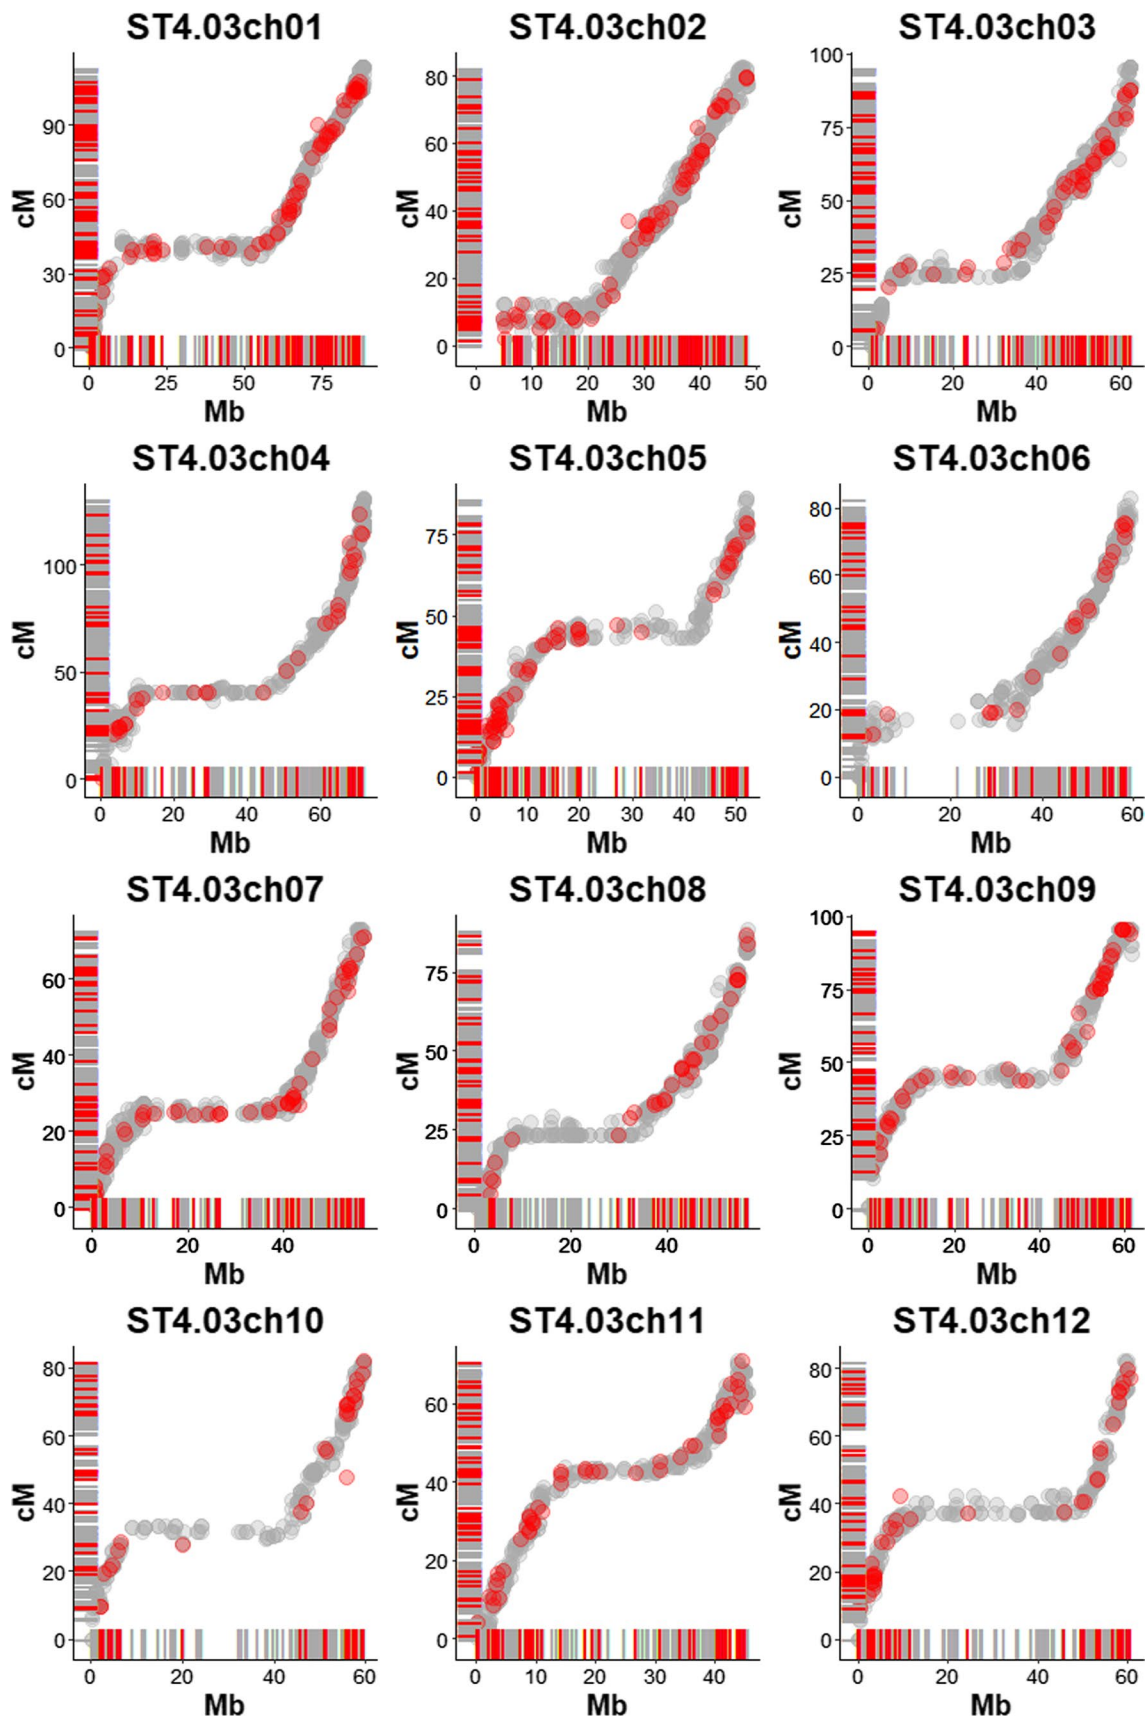 ST4.03ch01 ST4.03ch02 ST4.03ch03
cM 90 60 30 0
0 25 50 75
Mb
cM 80 60 40 20 0
0 10 20 30 40 50
Mb
cM 100 75 50 25 0
0 20 40 60
Mb
ST4.03ch04 ST4.03ch05 ST4.03ch06
cM 100 50 0
0 20 40 60
Mb
cM 75 50 25 0
0 10 20 30 40 50
Mb
cM 80 60 40 20 0
0 20 40 60
Mb
ST4.03ch07 ST4.03ch08 ST4.03ch09
cM 60 40 20 0
0 20 40
Mb
cM 75 50 25 0
0 20 40
Mb
cM 100 75 50 25 0
0 20 40 60
Mb
ST4.03ch10 ST4.03ch11 ST4.03ch12
cM 80 60 40 20 0
0 20 40 60
Mb
cM 60 40 20 0
0 10 20 30 40
Mb
cM 80 60 40 20 0
0 20 40 60
Mb